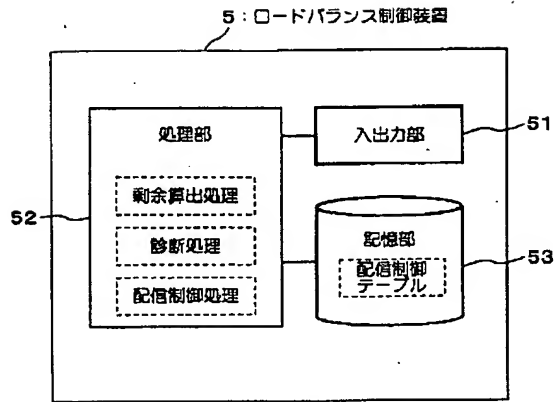 5：ロードバランス制御装置
処理部
入出力部
51
剰余算出処理
52
診断処理
記憶部
53
配信制御
テーブル
配信制御処理